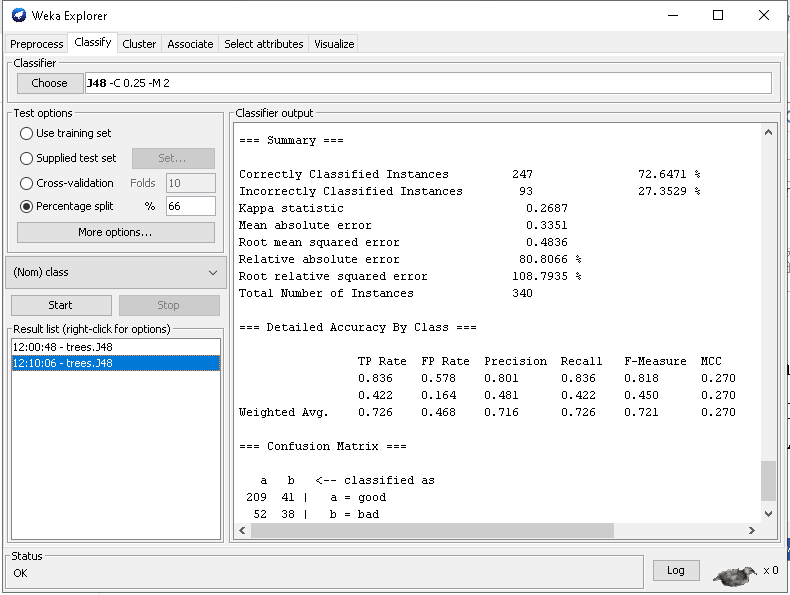 Weka Explorer
Preprocess Classify Cluster Associate Select attributes Visualize
Classifier
Choose J48 -C 0.25 -M 2
Test options
Use training set
Supplied test set Set...
Cross-validation Folds 10
Percentage split % 66
More options...
(Nom) class
Start Stop
Result list (right-click for options)
12:00:48 - trees.J48
12:10:06 - trees.J48
Classifier output
=== Summary ===
Correctly Classified Instances 247 72.6471 %
Incorrectly Classified Instances 93 27.3529 %
Kappa statistic 0.2687
Mean absolute error 0.3351
Root mean squared error 0.4836
Relative absolute error 80.8066 %
Root relative squared error 108.7935 %
Total Number of Instances 340
=== Detailed Accuracy By Class ===
TP Rate FP Rate Precision Recall F-Measure MCC
0.836 0.578 0.801 0.836 0.818 0.270
0.422 0.164 0.481 0.422 0.450 0.270
Weighted Avg. 0.726 0.468 0.716 0.726 0.721 0.270
=== Confusion Matrix ===
a b <-- classified as
209 41 | a = good
52 38 | b = bad
Status
OK
Log x 0